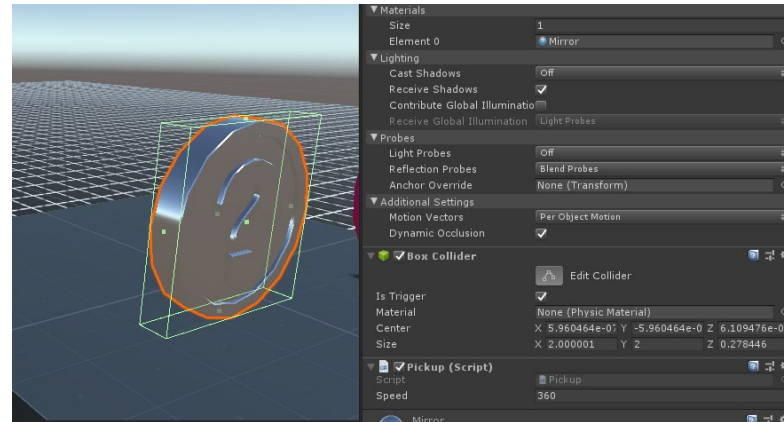 Materials
Size 1
Element 0 Mirror
Lighting
Cast Shadows Off
Receive Shadows
Contribute Global Illuminatio
Receive Global Illumination Light Probes
Probes
Light Probes Off
Reflection Probes Blend Probes
Anchor Override None (Transform)
Additional Settings
Motion Vectors Per Object Motion
Dynamic Occlusion
Box Collider
Edit Collider
Is Trigger
Material None (Physic Material)
Center X 5.960464e-07 Y -5.960464e-0 Z 6.109476e-0
Size X 2.000001 Y 2 Z 0.278446
Pickup (Script)
Script Pickup
Speed 360
Mirror